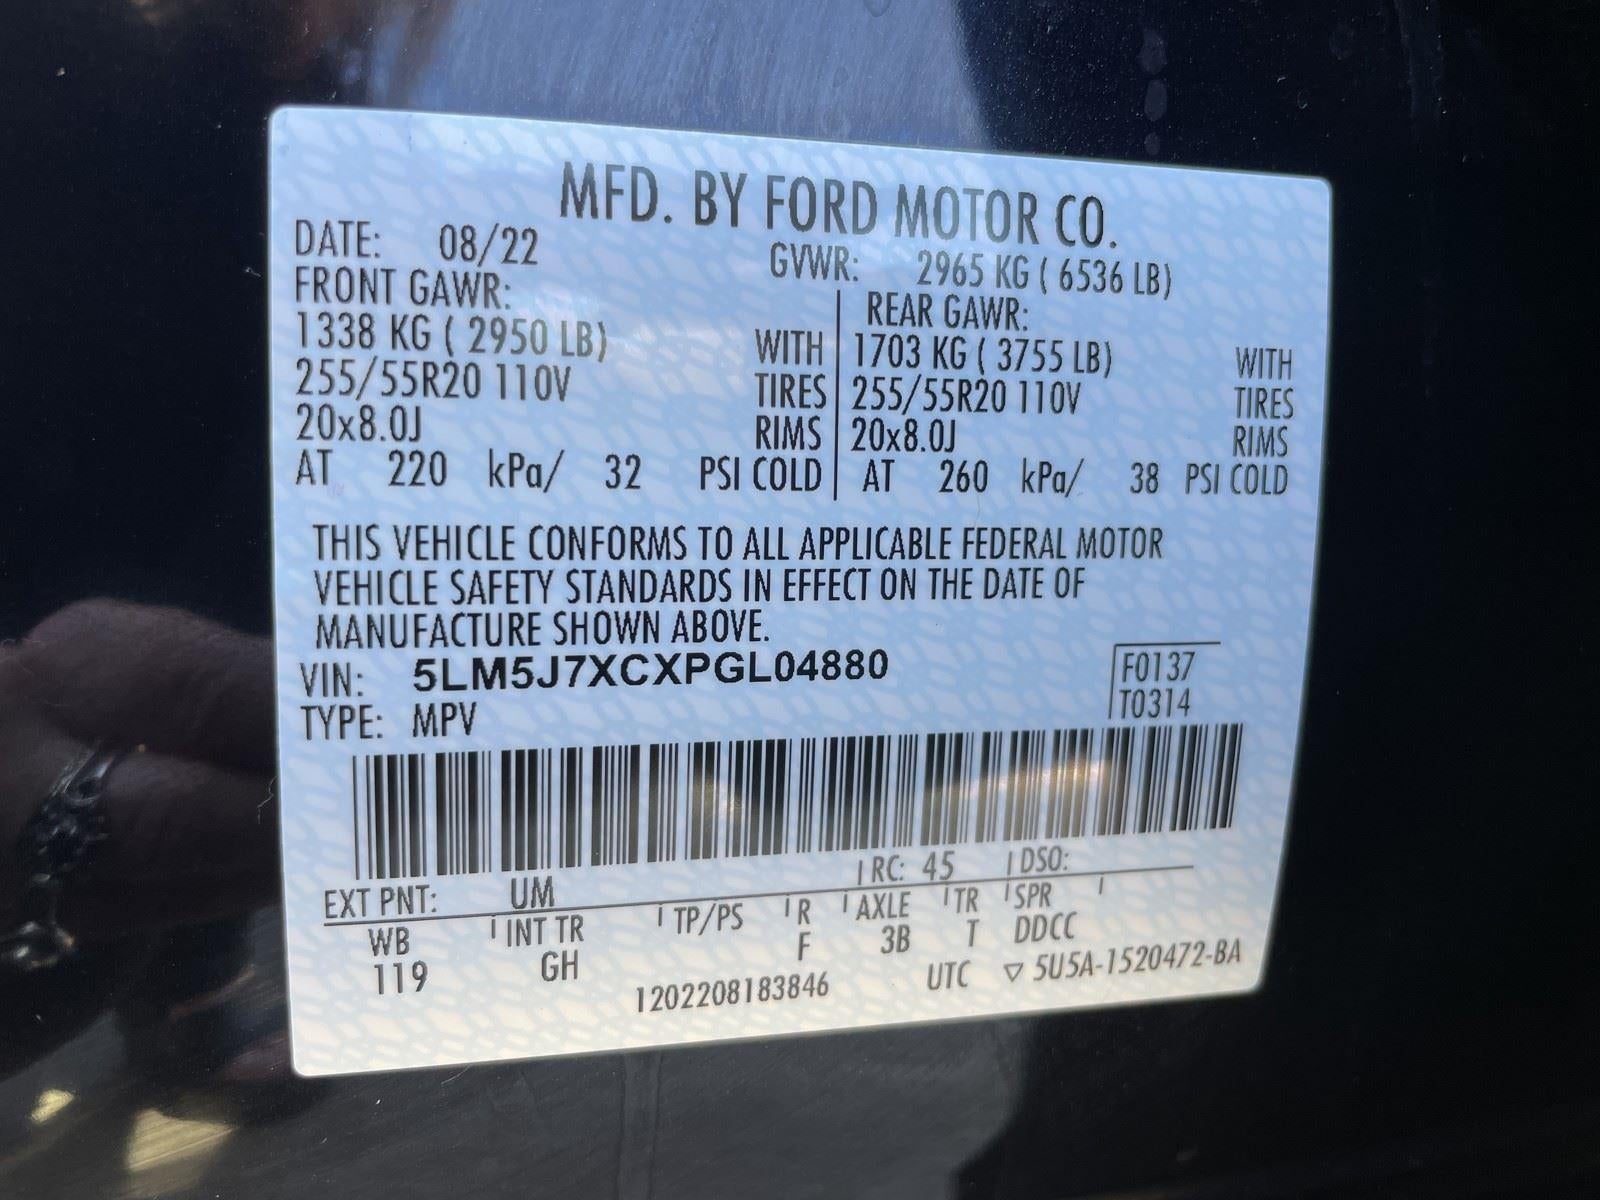 MFD. BY FORD MOTOR CO.
DATE: 08/22 GVWR: 2965 KG ( 6536 LB)
FRONT GAWR: REAR GAWR:
1338 KG ( 2950 LB) WITH 1703 KG ( 3755 LB) WITH
255/55R20 110V TIRES 255/55R20 110V TIRES
20x8.0J RIMS 20x8.0J RIMS
AT 220 kPa/ 32 PSI COLD AT 260 kPa/ 38 PSI COLD
THIS VEHICLE CONFORMS TO ALL APPLICABLE FEDERAL MOTOR
VEHICLE SAFETY STANDARDS IN EFFECT ON THE DATE OF
MANUFACTURE SHOWN ABOVE.
VIN: 5LM5J7XCXPGL04880 F0137
TYPE: MPV T0314
EXT PNT: UM RC: 45 DSO:
WB INT TR TP/PS R AXLE TR SPR
119 GH F 3B T DDCC
1202208183846 UTC ▽ 5U5A-1520472-BA